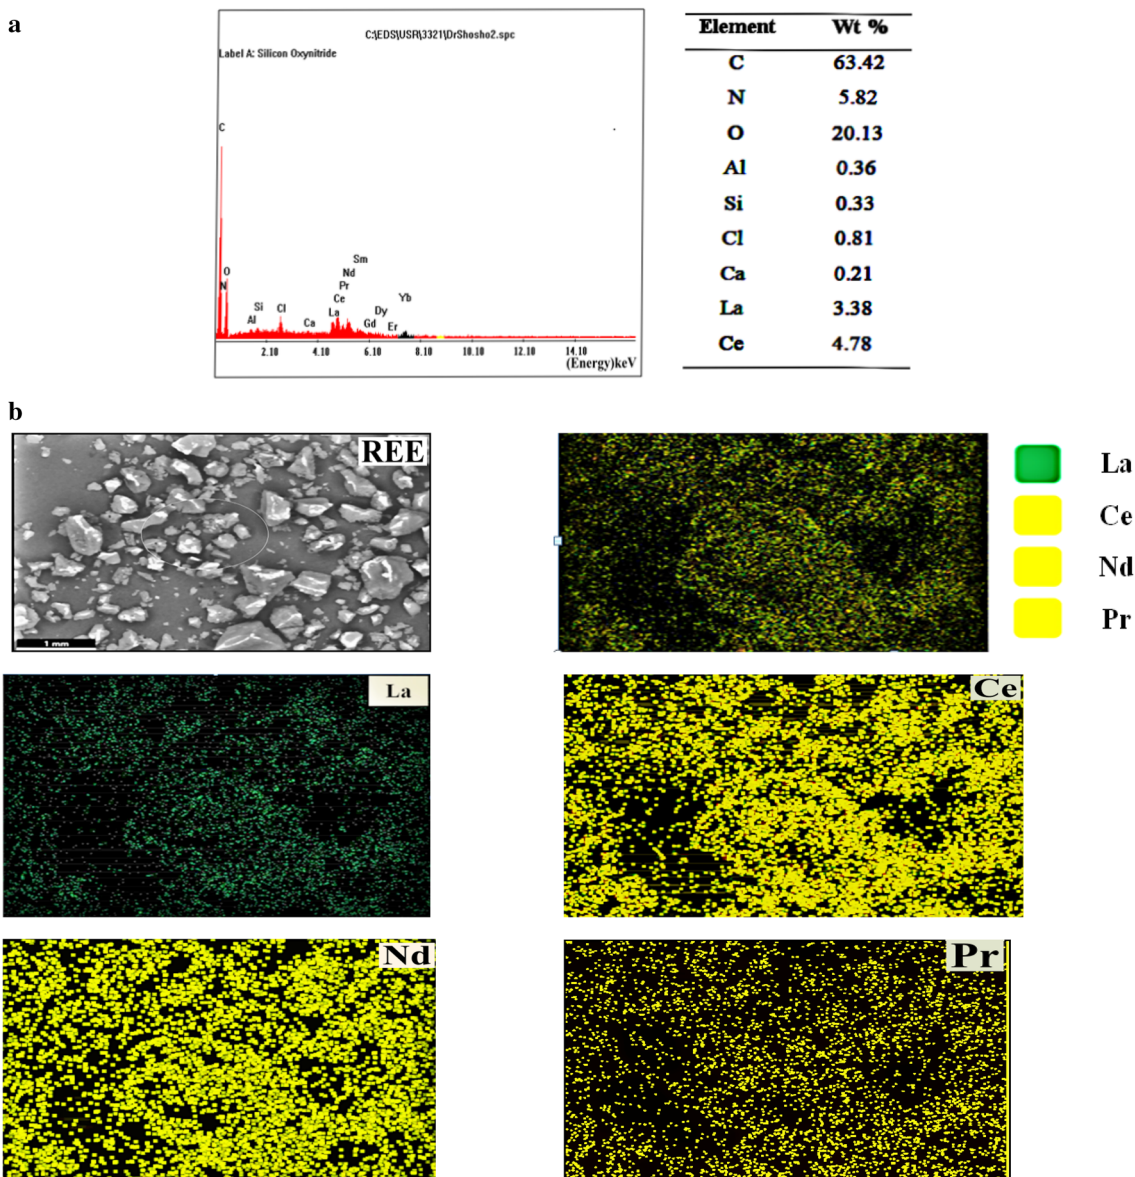 a
C:\EDS\USR\3321\DrShosho2.spc
Label A: Silicon Oxynitride
C
O
N
Al
Si
Cl
Ca
La
Ce
Pr
Nd
Sm
Gd
Dy
Er
Yb
2.10 4.10 6.10 8.10 10.10 12.10 14.10
(Energy)keV
Element Wt %
C 63.42
N 5.82
O 20.13
Al 0.36
Si 0.33
Cl 0.81
Ca 0.21
La 3.38
Ce 4.78
b
REE
1 mm
La
Ce
Nd
Pr
La
Ce
Nd
Pr